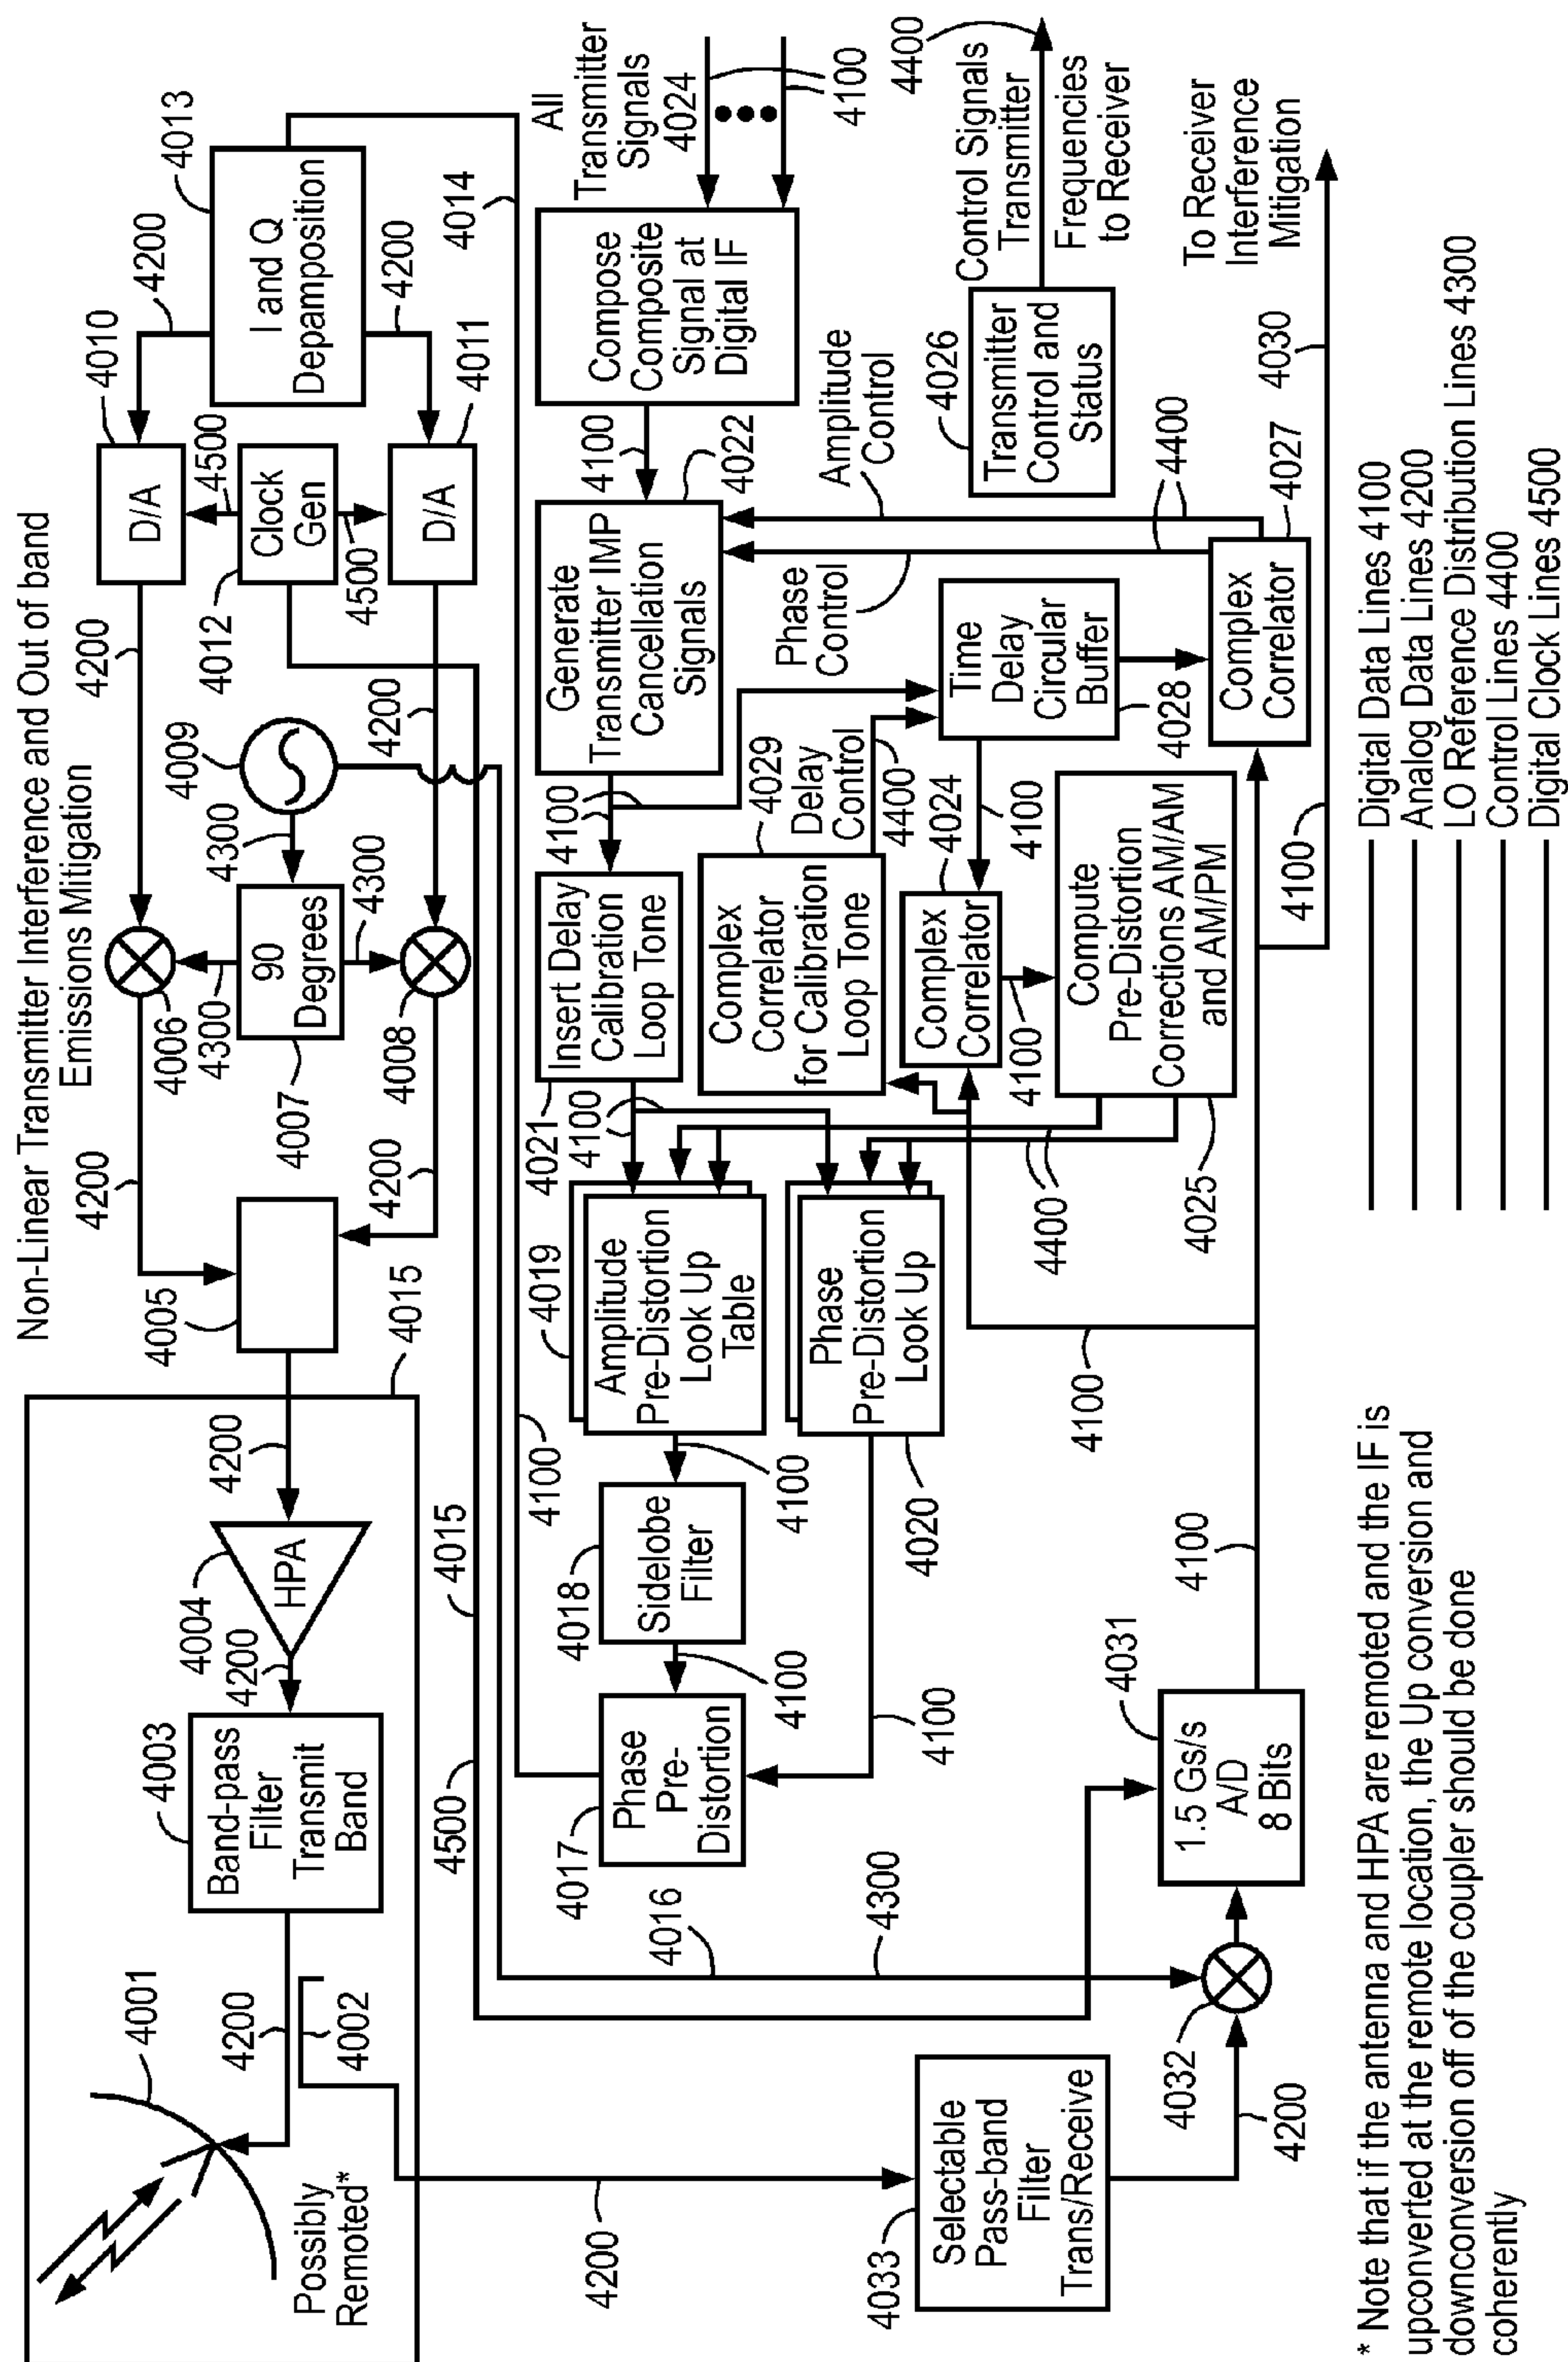 Non-Linear Transmitter Interference and Out of band
Emissions Mitigation
4001
4200
4002
Possibly
Remoted*
4003
Band-pass
Filter
Transmit
Band
4200
4004
HPA
4200
4015
4005
4200
4200
4006
4300
4007
90
Degrees
4300
4008
4300
4009
4200
4200
4012
Clock
Gen
4500
4500
D/A
4010
D/A
4011
4200
4200
I and Q
Depamposition
4013
4014
4500
4015
4100
4016
4300
4017
Phase
Pre-
Distortion
4100
4018
Sidelobe
Filter
4100
4019
Amplitude
Pre-Distortion
Look Up
Table
4100
4020
Phase
Pre-Distortion
Look Up
4100
4021
Insert Delay
Calibration
Loop Tone
4100
Generate
Transmitter IMP
Cancellation
Signals
4022
4100
Compose
Composite
Signal at
Digital IF
All
Transmitter
Signals
4024
4100
Complex
Correlator
for Calibration
Loop Tone
4029
Delay
Control
4400
Complex
Correlator
4024
4100
4100
Time
Delay
Circular
Buffer
4028
Phase
Control
Amplitude
Control
4400
Complex
Correlator
4027
Compute
Pre-Distortion
Corrections AM/AM
and AM/PM
4025
4400
Transmitter
Control and
Status
4026
Control Signals
Transmitter
Frequencies
to Receiver
4400
To Receiver
Interference
Mitigation
4030
4100
4100
4100
4200
4033
Selectable
Pass-band
Filter
Trans/Receive
4200
4032
4031
1.5 Gs/s
A/D
8 Bits
Digital Data Lines 4100
Analog Data Lines 4200
LO Reference Distribution Lines 4300
Control Lines 4400
Digital Clock Lines 4500
* Note that if the antenna and HPA are remoted and the IF is
upconverted at the remote location, the Up conversion and
downconversion off of the coupler should be done
coherently